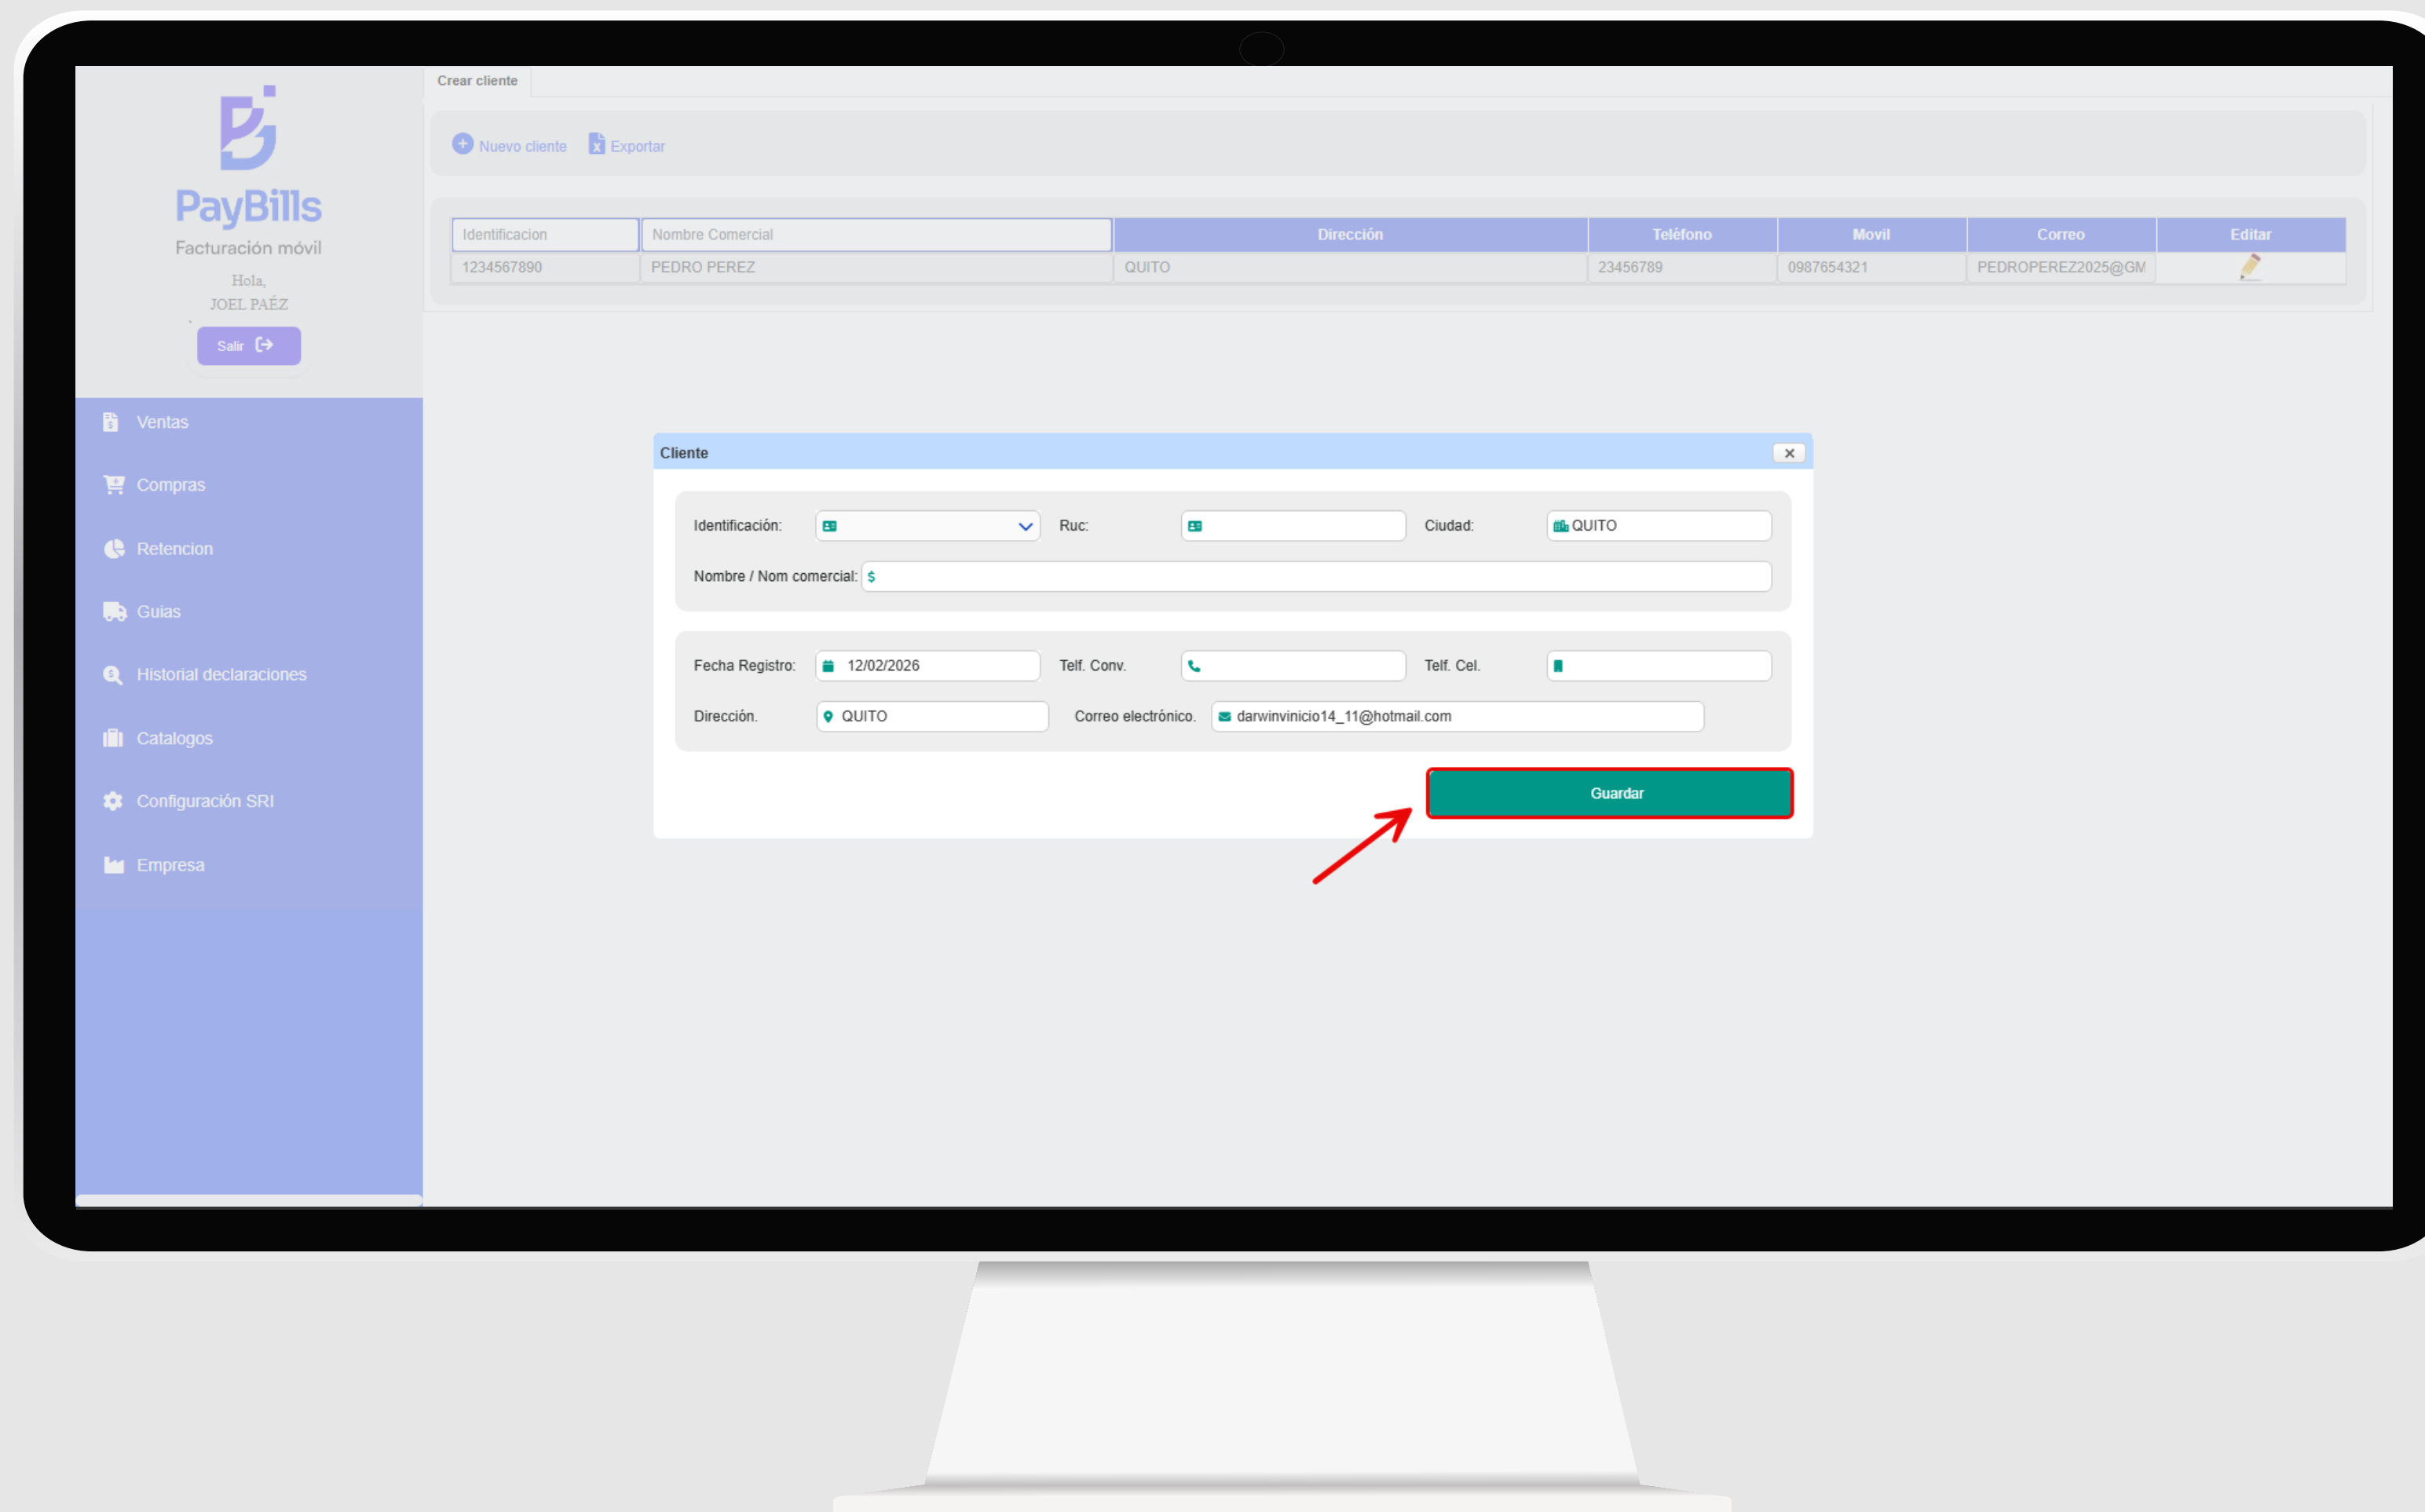 Crear cliente
Nuevo cliente
Exportar
PayBills
Facturación móvil
Hola,
JOEL PAÉZ
Salir
Identificacion Nombre Comercial Dirección Teléfono Movil Correo Editar
1234567890 PEDRO PEREZ QUITO 23456789 0987654321 PEDROPEREZ2025@GM
Ventas
Compras
Retencion
Guias
Historial declaraciones
Catalogos
Configuración SRI
Empresa
Cliente
Identificación: Ruc: Ciudad: QUITO
Nombre / Nom comercial:
Fecha Registro: 12/02/2026 Telf. Conv. Telf. Cel.
Dirección. QUITO Correo electrónico. darwinvinicio14_11@hotmail.com
Guardar